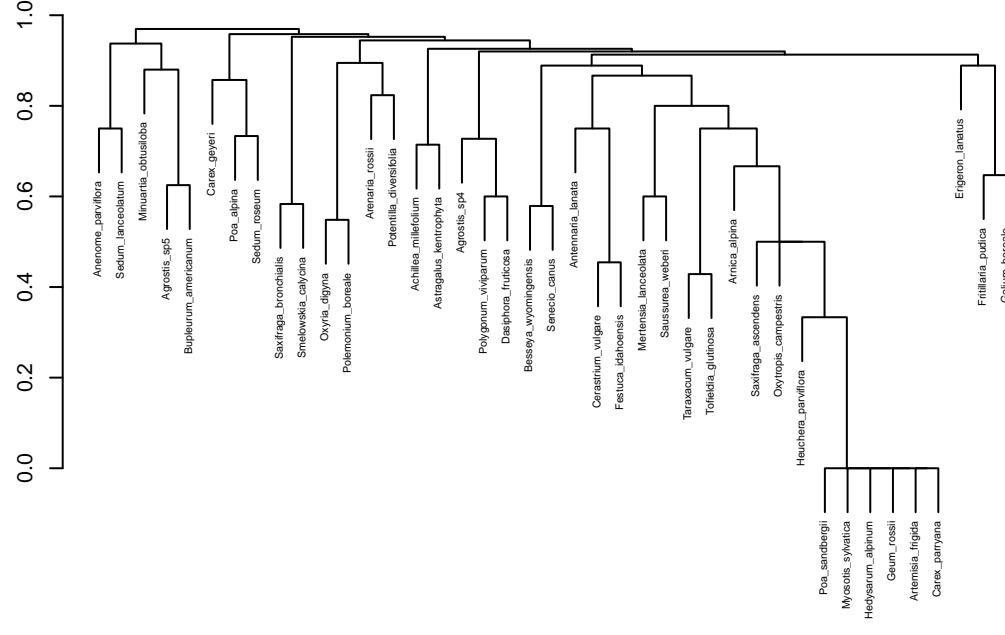 1.0
0.8
0.6
0.4
0.2
0.0
Anenome_parviflora
Sedum_lanceolatum
Minuartia_obtusiloba
Agrostis_sp5
Bupleurum_americanum
Carex_geyeri
Poa_alpina
Sedum_roseum
Saxifraga_bronchialis
Smelowskia_calycina
Oxyria_digyna
Polemonium_boreale
Arenaria_rossii
Potentilla_diversifolia
Achillea_millefolium
Astragalus_kentrophyta
Agrostis_sp4
Polygonum_viviparum
Dasiphora_fruticosa
Besseya_wyomingensis
Senecio_canus
Antennaria_lanata
Cerastrium_vulgare
Festuca_idahoensis
Mertensia_lanceolata
Saussurea_weberi
Taraxacum_vulgare
Tofieldia_glutinosa
Arnica_alpina
Saxifraga_ascendens
Oxytropis_campestris
Heuchera_parviflora
Poa_sandbergii
Myosotis_sylvatica
Hedysarum_alpinum
Geum_rossii
Artemisia_frigida
Carex_parryana
Erigeron_lanatus
Fritillaria_pudica